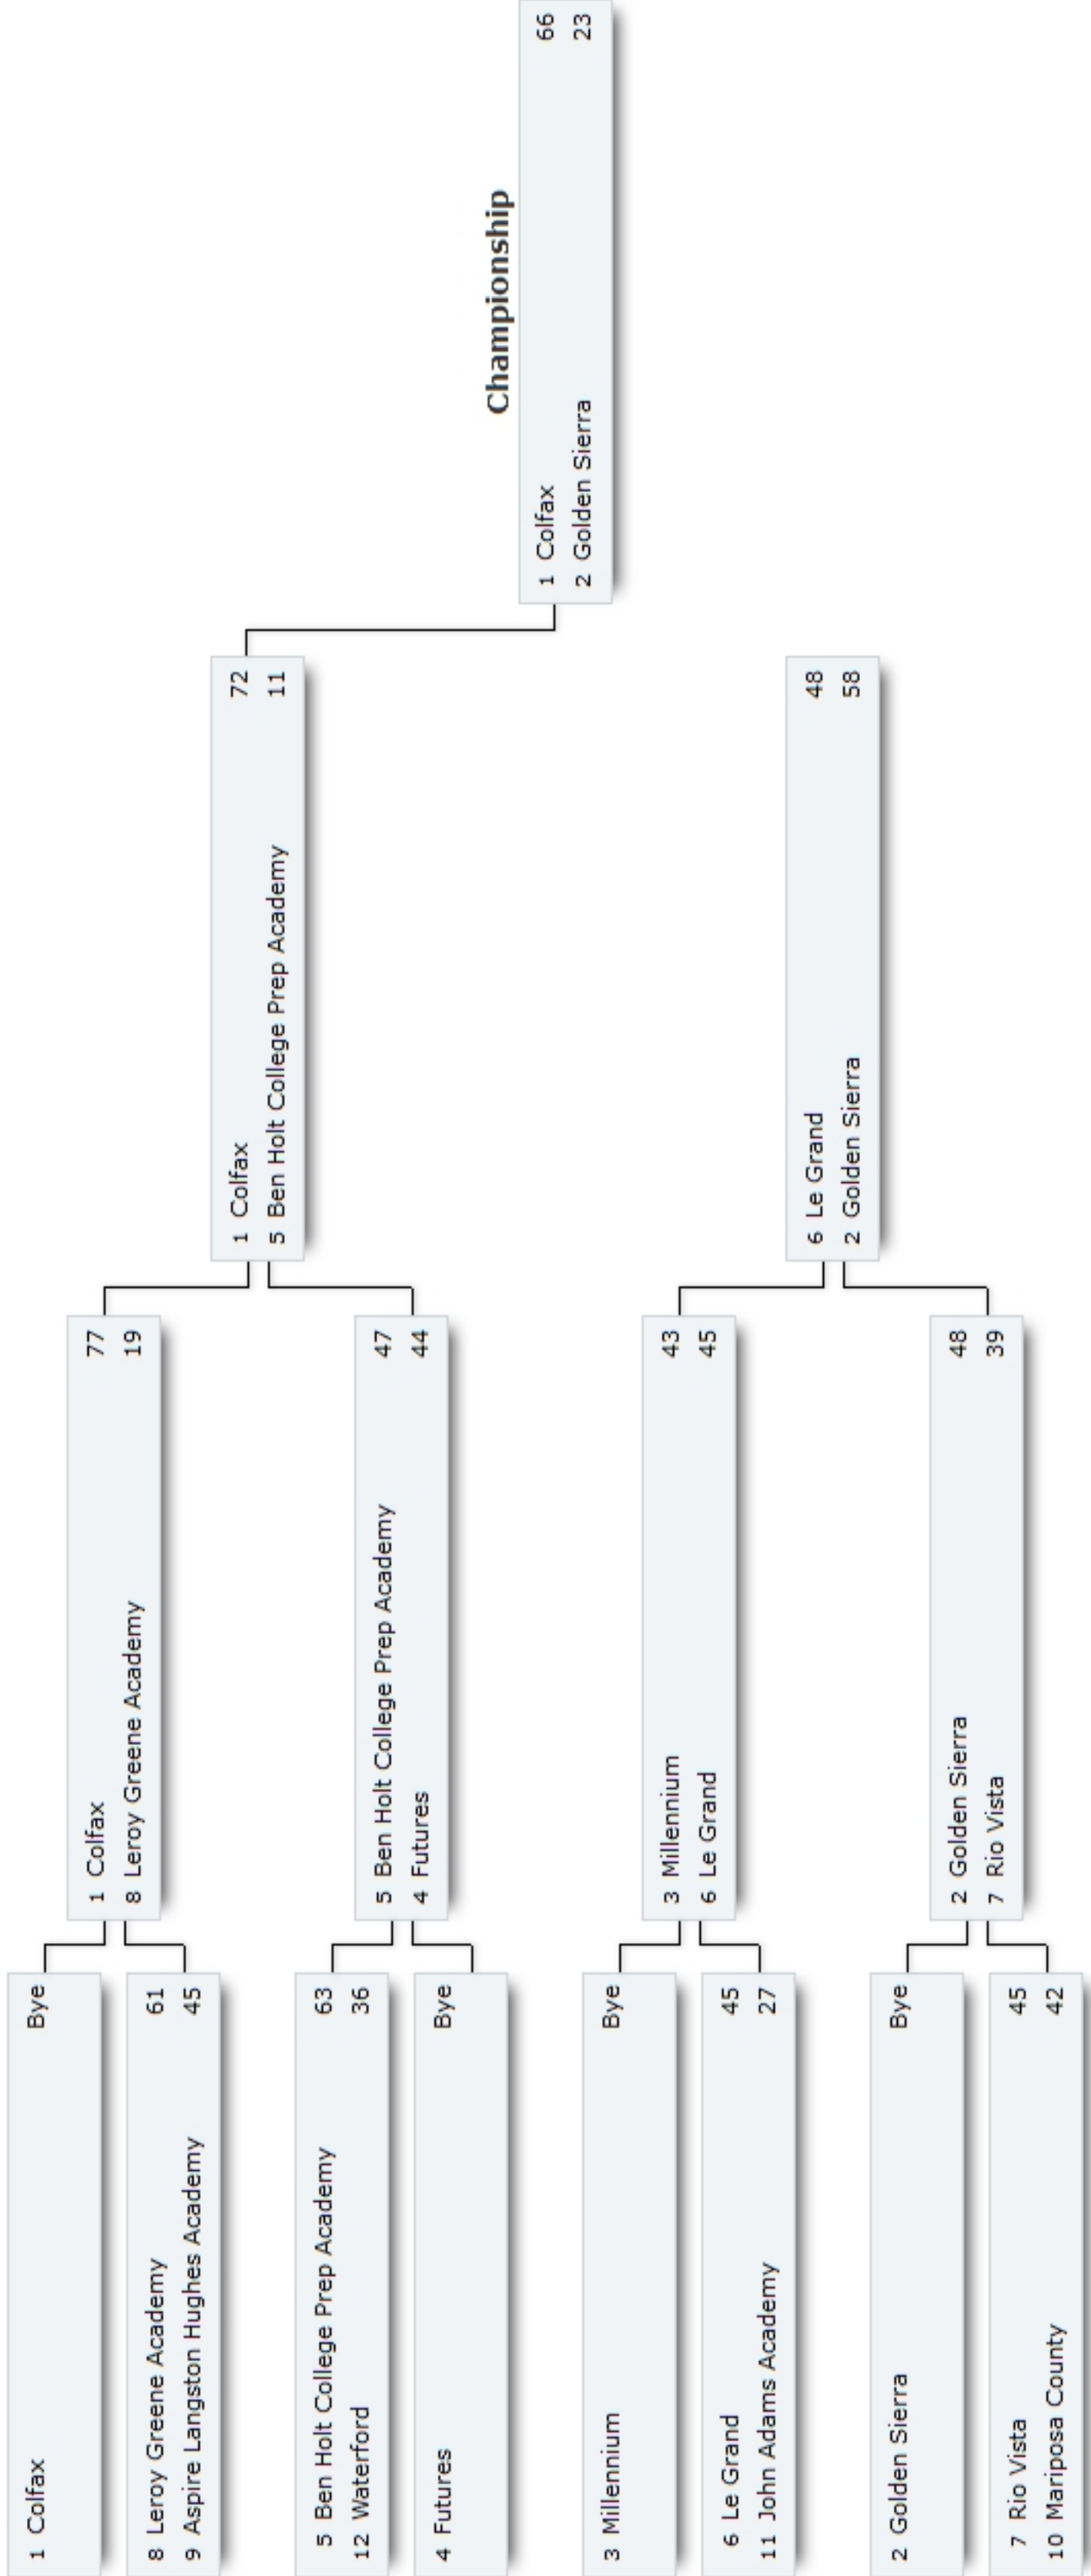 1 Colfax Bye
8 Leroy Greene Academy 61
9 Aspire Langston Hughes Academy 45
5 Ben Holt College Prep Academy 63
12 Waterford 36
4 Futures Bye
3 Millennium Bye
6 Le Grand 45
11 John Adams Academy 27
2 Golden Sierra Bye
7 Rio Vista 45
10 Mariposa County 42
1 Colfax 77
8 Leroy Greene Academy 19
5 Ben Holt College Prep Academy 47
4 Futures 44
3 Millennium 43
6 Le Grand 45
2 Golden Sierra 48
7 Rio Vista 39
1 Colfax 72
5 Ben Holt College Prep Academy 11
6 Le Grand 48
2 Golden Sierra 58
Championship
1 Colfax 66
2 Golden Sierra 23